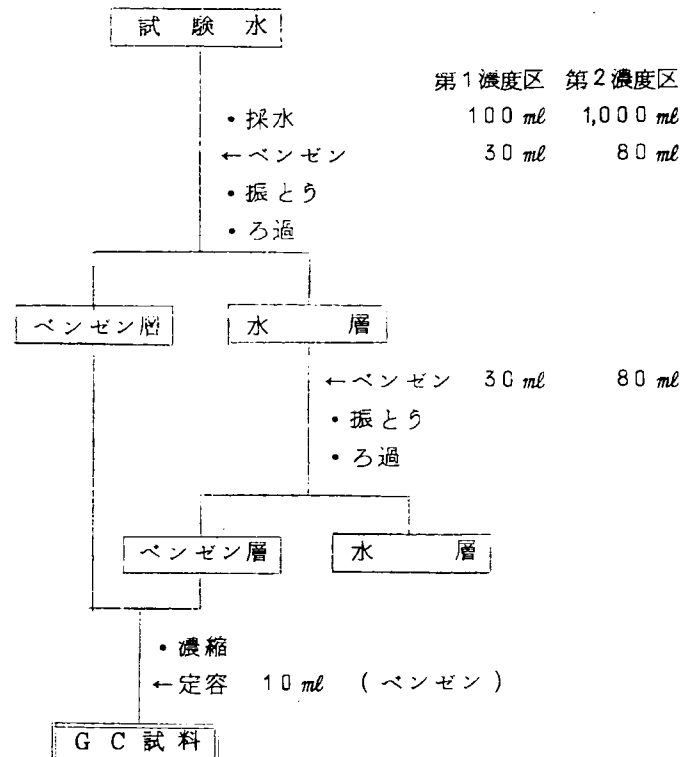 試験水
第1濃度区 第2濃度区
・採水 100 ml 1,000 ml
←ベンゼン 30 ml 80 ml
・振とう
・ろ過
ベンゼン層 水層
←ベンゼン 30 ml 80 ml
・振とう
・ろ過
ベンゼン層 水層
・濃縮
←定容 10 ml (ベンゼン)
GC試料